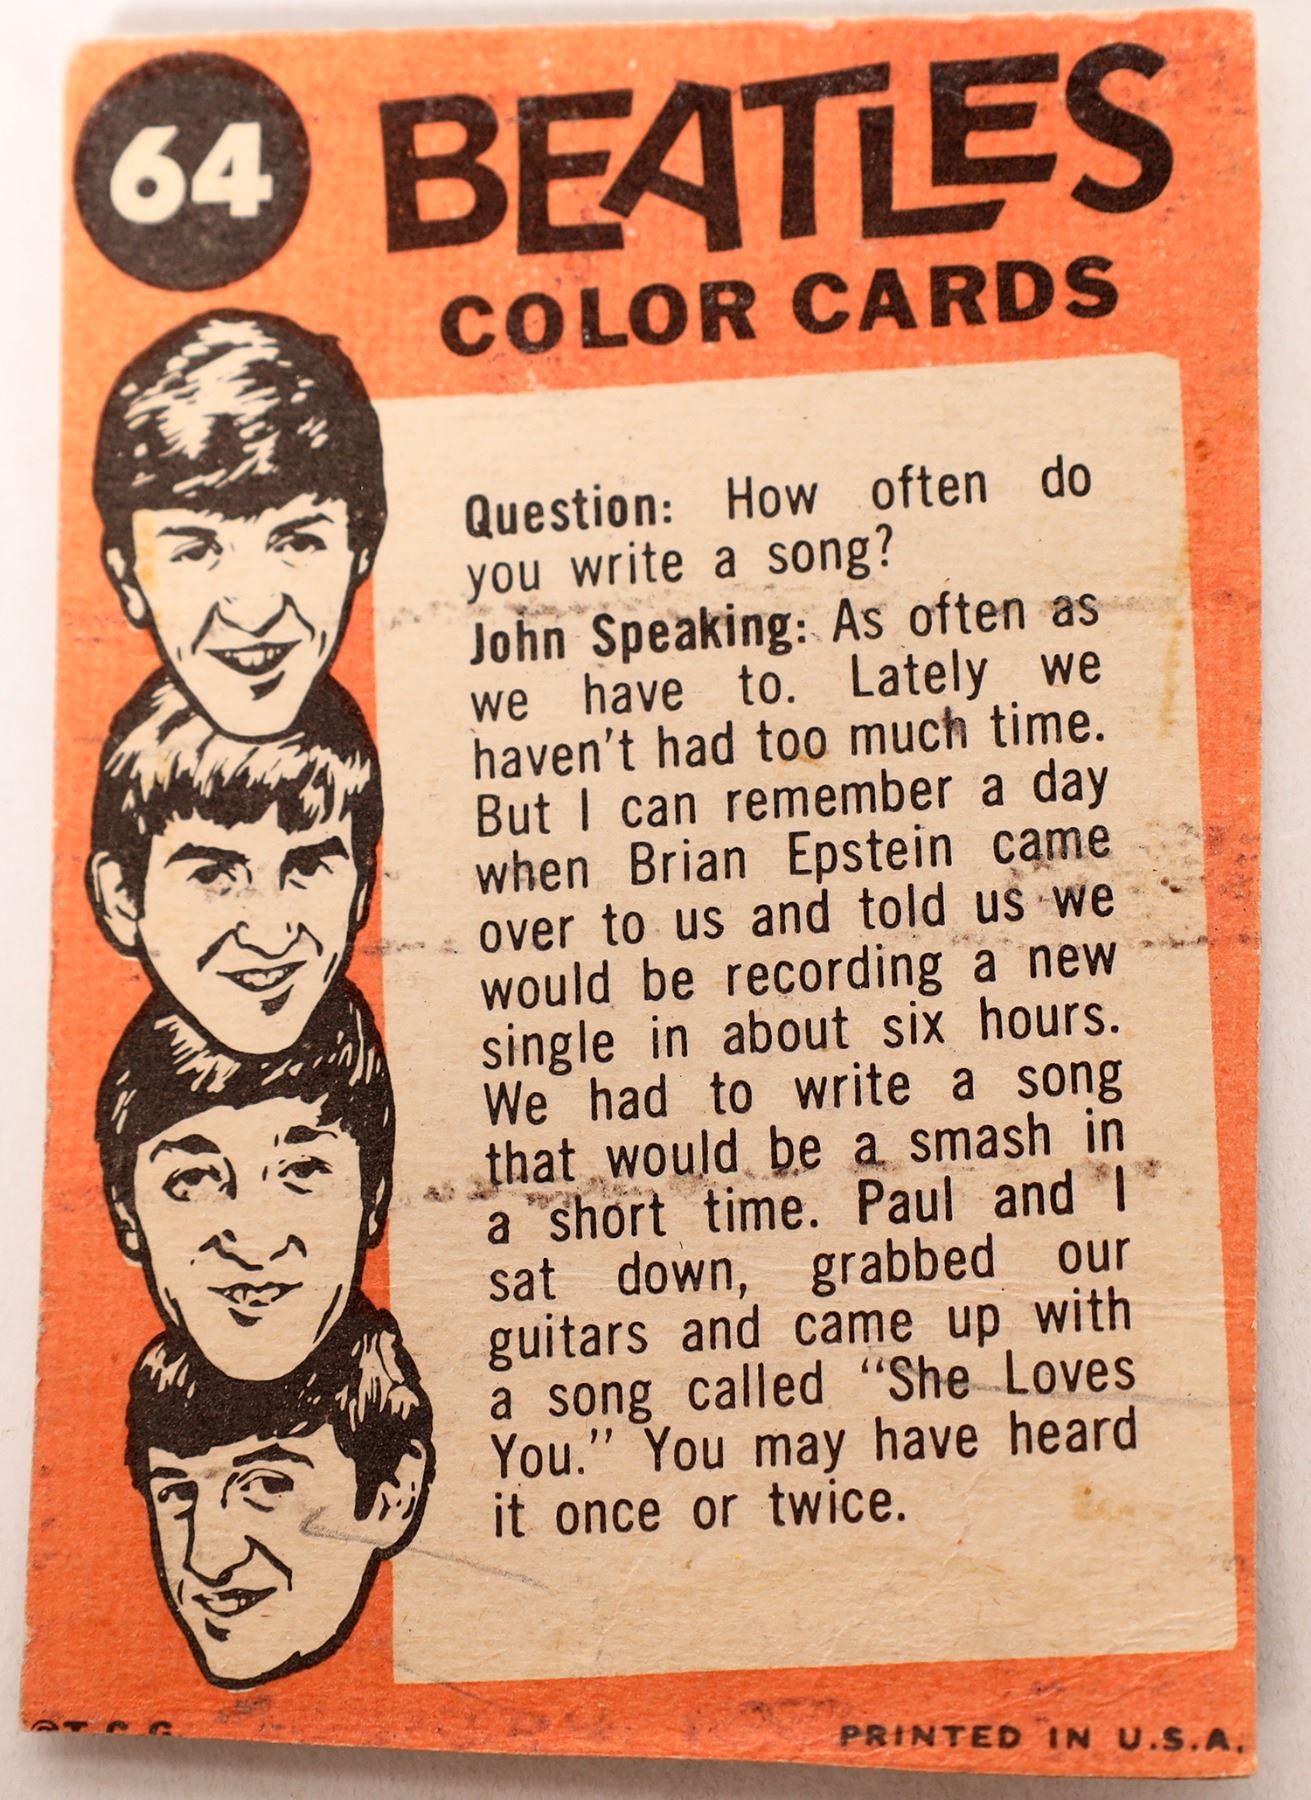 64
BEATLES
COLOR CARDS
Question: How often do
you write a song?
John Speaking: As often as
we have to. Lately we
haven't had too much time.
But I can remember a day
when Brian Epstein came
over to us and told us we
would be recording a new
single in about six hours.
We had to write a song
that would be a smash in
a short time. Paul and I
sat down, grabbed our
guitars and came up with
a song called “She Loves
You.” You may have heard
it once or twice.
©T.C.G.
PRINTED IN U.S.A.